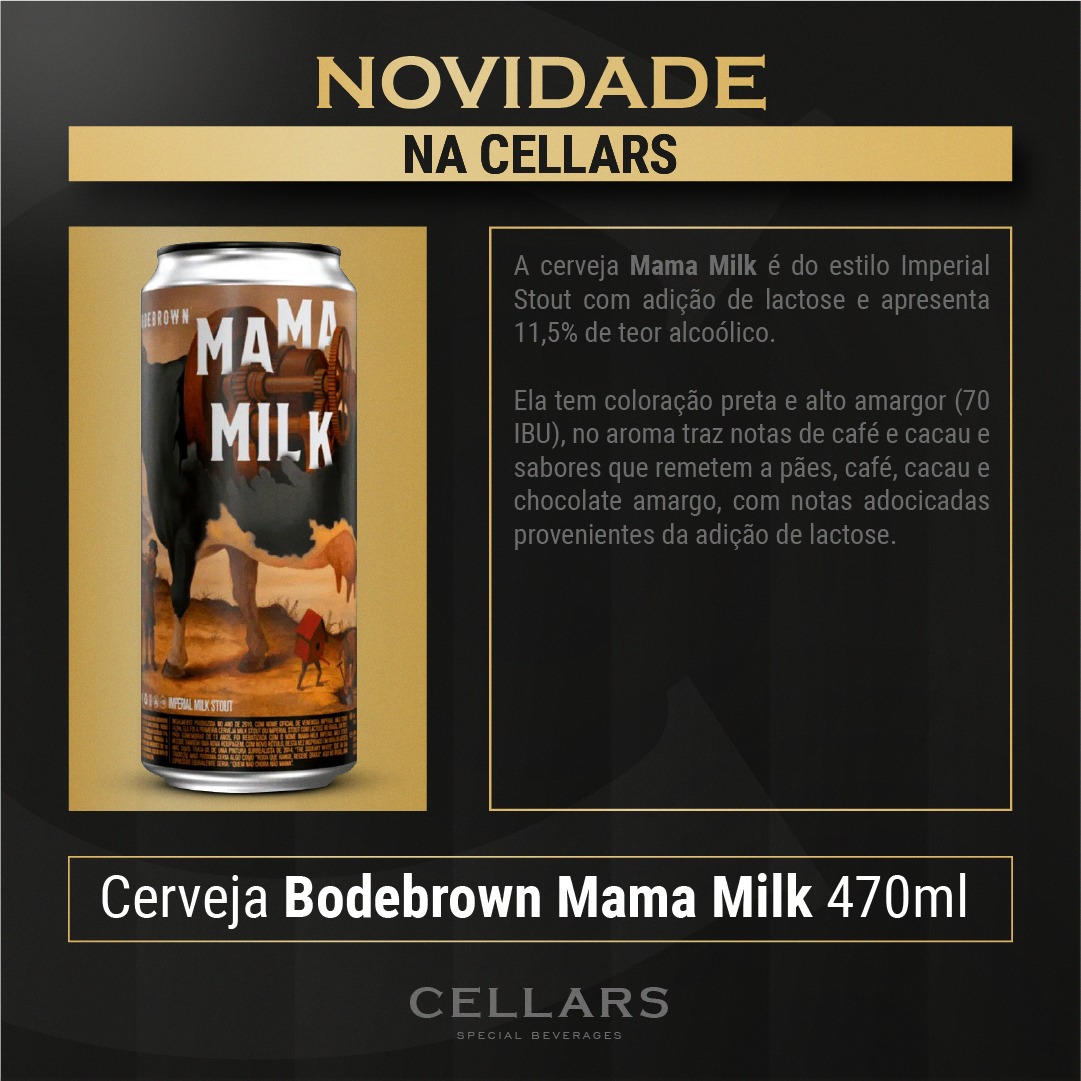 NOVIDADE
NA CELLARS
MAMA
MILK
IMPERIAL MILK STOUT
A cerveja Mama Milk é do estilo Imperial
Stout com adição de lactose e apresenta
11,5% de teor alcoólico.
Ela tem coloração preta e alto amargor (70
IBU), no aroma traz notas de café e cacau e
sabores que remetem a pães, café, cacau e
chocolate amargo, com notas adocicadas
provenientes da adição de lactose.
Cerveja Bodebrown Mama Milk 470ml
CELLARS
SPECIAL BEVERAGES